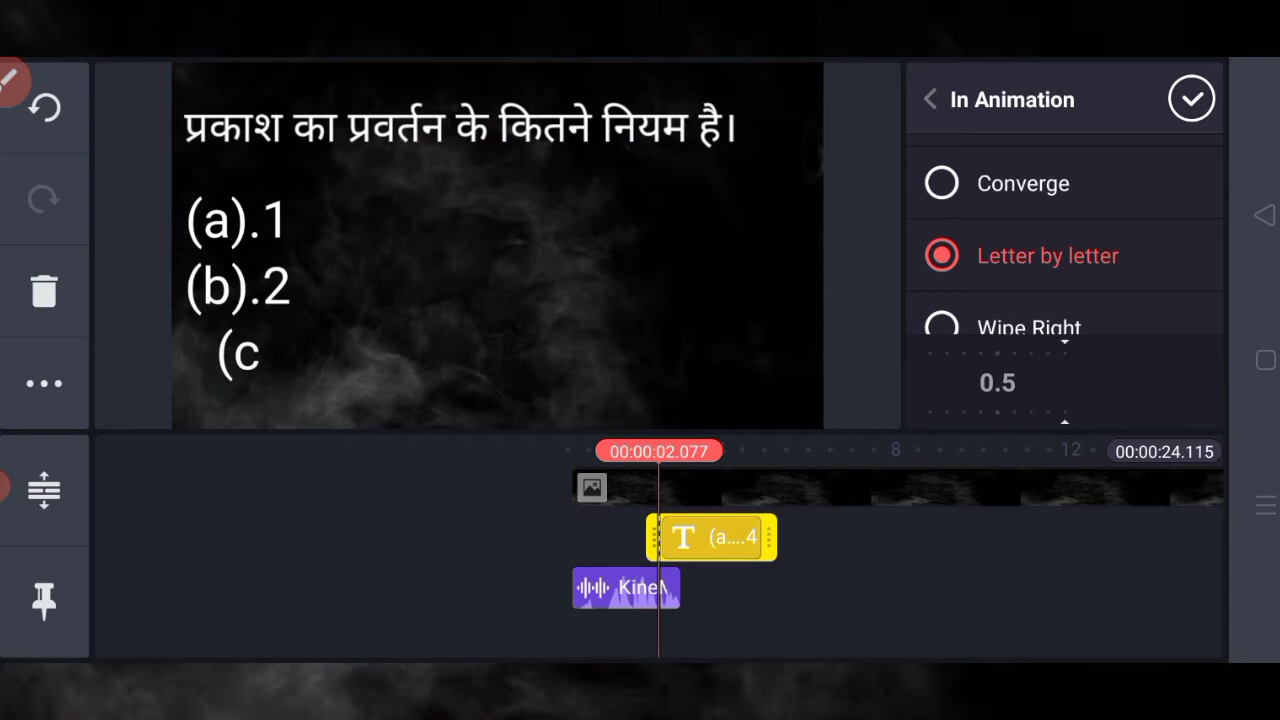 In Animation
प्रकाश का प्रवर्तन के कितने नियम है।
Converge
(a).1
Letter by letter
(b).2
Wipe Right
(c
0.5
00:00:02.077
8
12
00:00:24.115
T (a....4
KineM